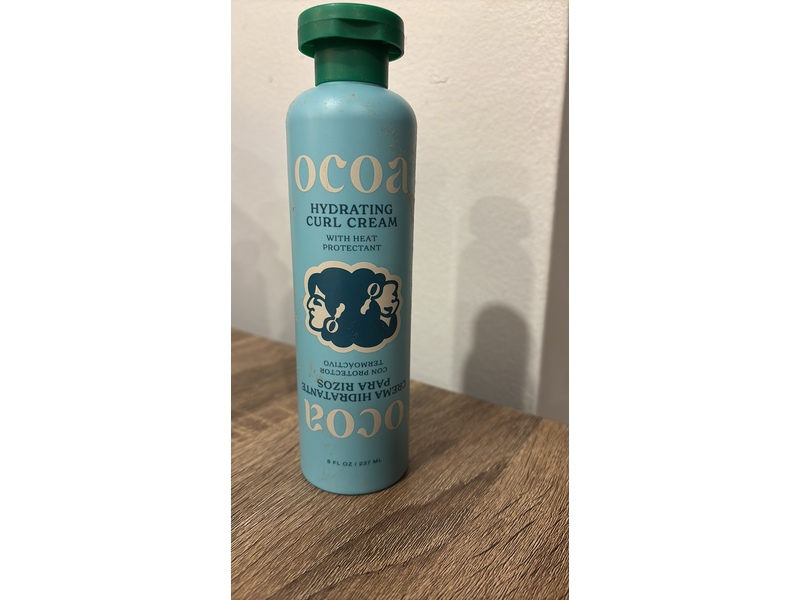 ocoa
HYDRATING
CURL CREAM
WITH HEAT
PROTECTANT
ocoa
CREMA HIDRATANTE
PARA RIZOS
CON PROTECTOR
TERMOACTIVO
8 FL OZ / 237 ML